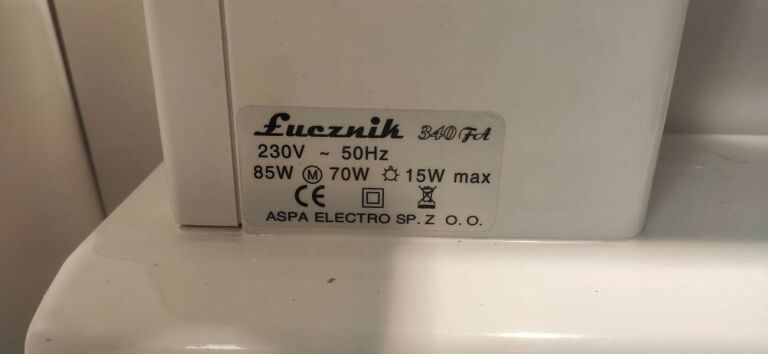 Łucznik 340 FA
230V ~ 50Hz
85W Ⓜ 70W 15W max
CE
ASPA ELECTRO SP. Z O.O.